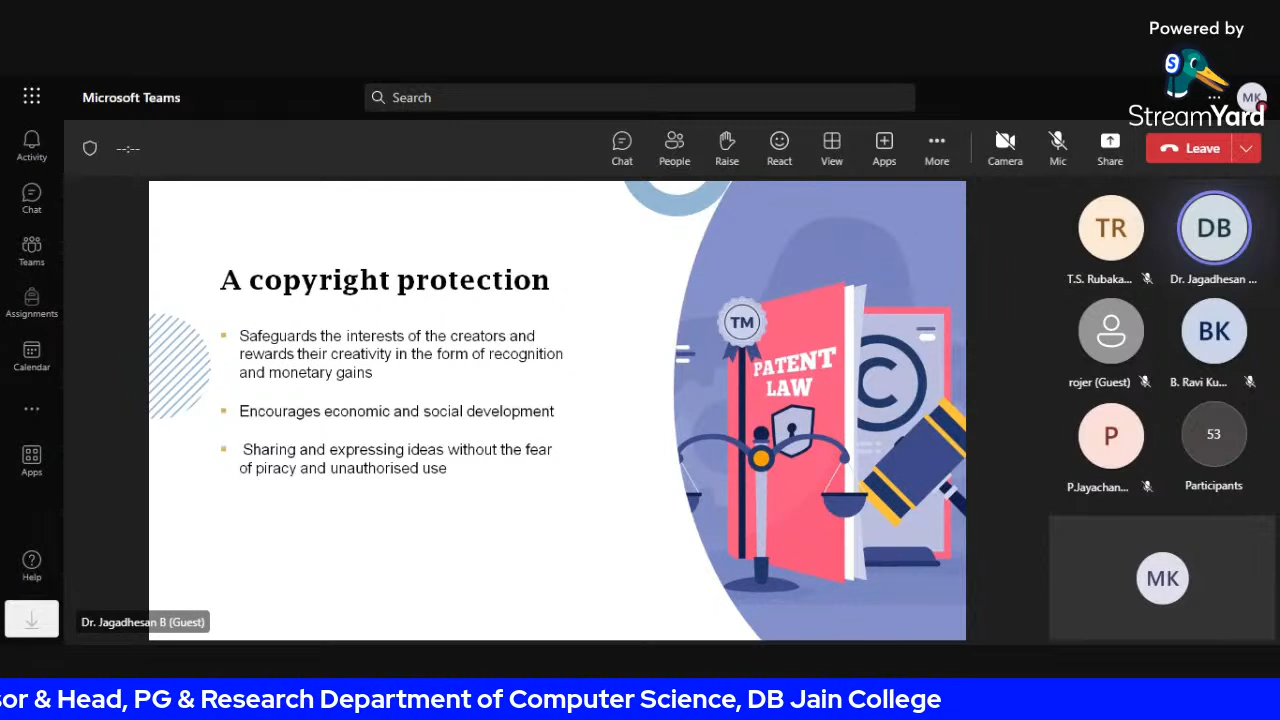 Powered by
StreamYard
Microsoft Teams
Search
MK
Activity
Chat
Teams
Assignments
Calendar
Apps
Help
--:--
Chat
People
Raise
React
View
Apps
More
Camera
Mic
Share
Leave
A copyright protection
Safeguards the interests of the creators and
rewards their creativity in the form of recognition
and monetary gains
Encourages economic and social development
Sharing and expressing ideas without the fear
of piracy and unauthorised use
TM
PATENT
LAW
C
Dr. Jagadhesan B (Guest)
TR
DB
T.S. Rubaka...
Dr. Jagadhesan ...
BK
rojer (Guest)
B. Ravi Ku...
P
53
P.Jayachan...
Participants
MK
sor & Head, PG & Research Department of Computer Science, DB Jain College